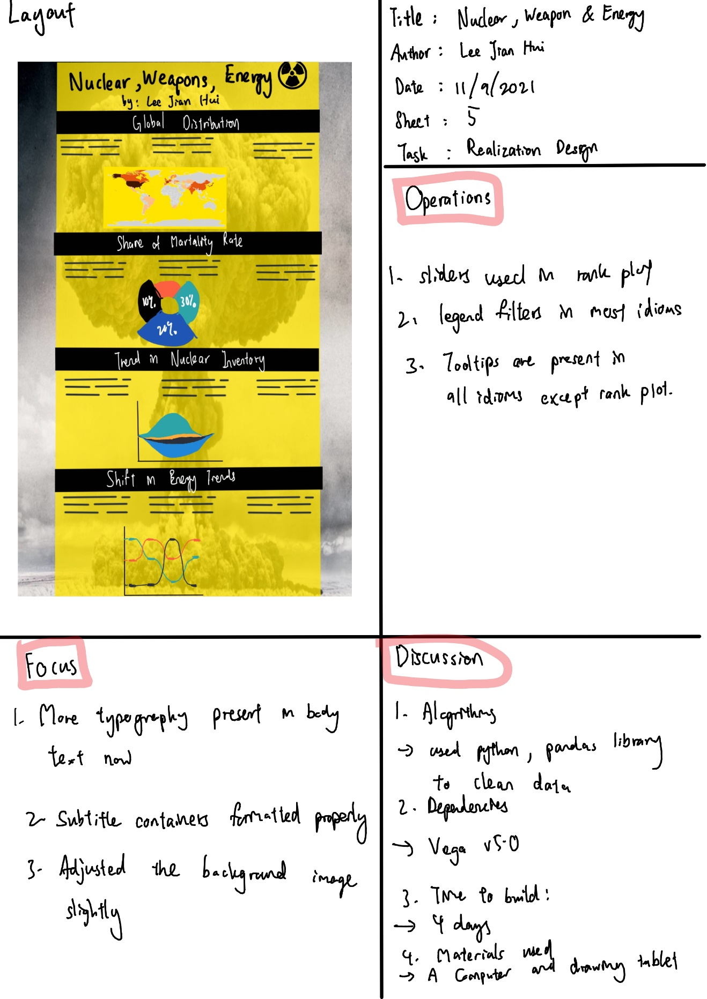 Layout
Nuclear, Weapons, Energy
by: Lee Jian Hui
Global Distribution
Share of Mortality Rate
10%.
30%.
20%.
Trend in Nuclear Inventory
Shift in Energy Trends
Title : Nuclear, Weapon & Energy
Author : Lee Jian Hui
Date : 11/9/2021
Sheet : 5
Task : Realization Design
Operations
1. sliders used in rank plot
2. legend filters in most idioms
3. Tooltips are present in
all idioms except rank plot.
Focus
1. More typography present in body
text now
2. Subtitle containers formatted properly
3. Adjusted the background image
slightly
Discussion
1. Algorithms
→ used python, pandas library
to clean data
2. Dependencies
→ Vega v5.0
3. Time to build:
→ 4 days
4. Materials used
→ A Computer and drawing tablet